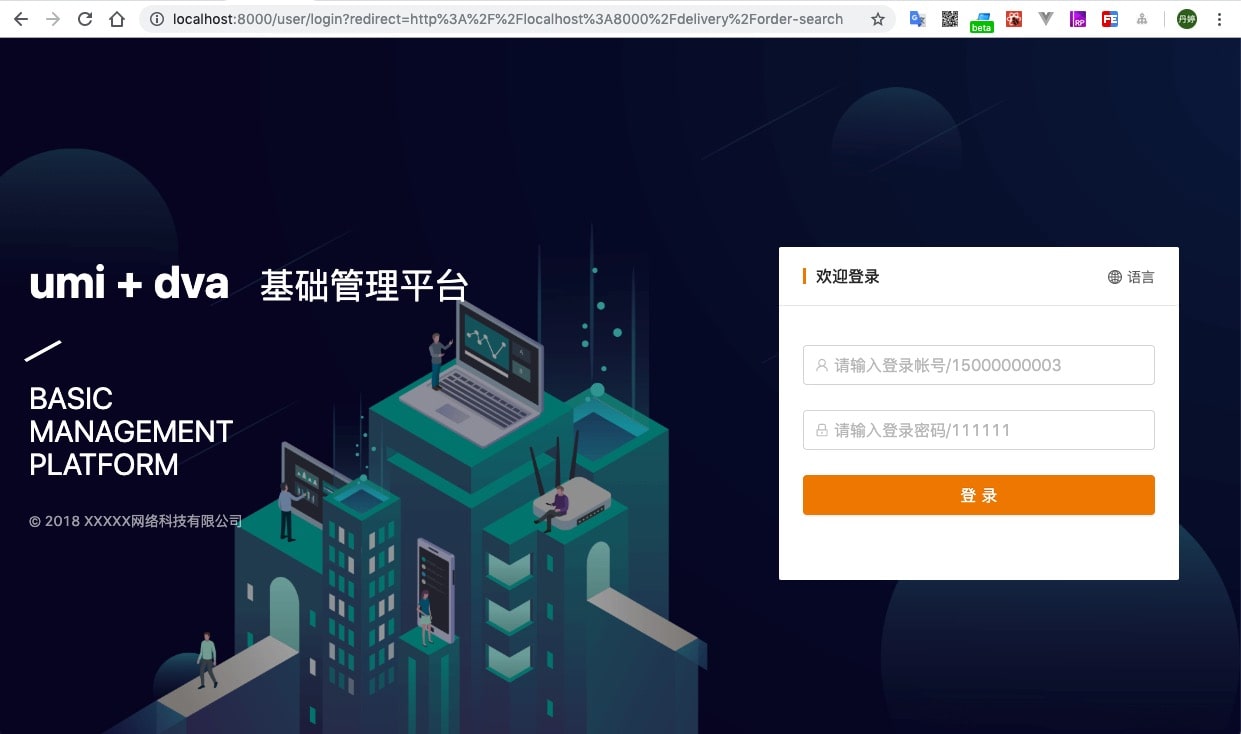 localhost:8000/user/login?redirect=http%3A%2F%2Flocalhost%3A8000%2Fdelivery%2Forder-search
beta
RP
FE
丹婷
umi + dva 基础管理平台
BASIC
MANAGEMENT
PLATFORM
© 2018 XXXXX网络科技有限公司
欢迎登录
语言
请输入登录帐号/15000000003
请输入登录密码/111111
登 录